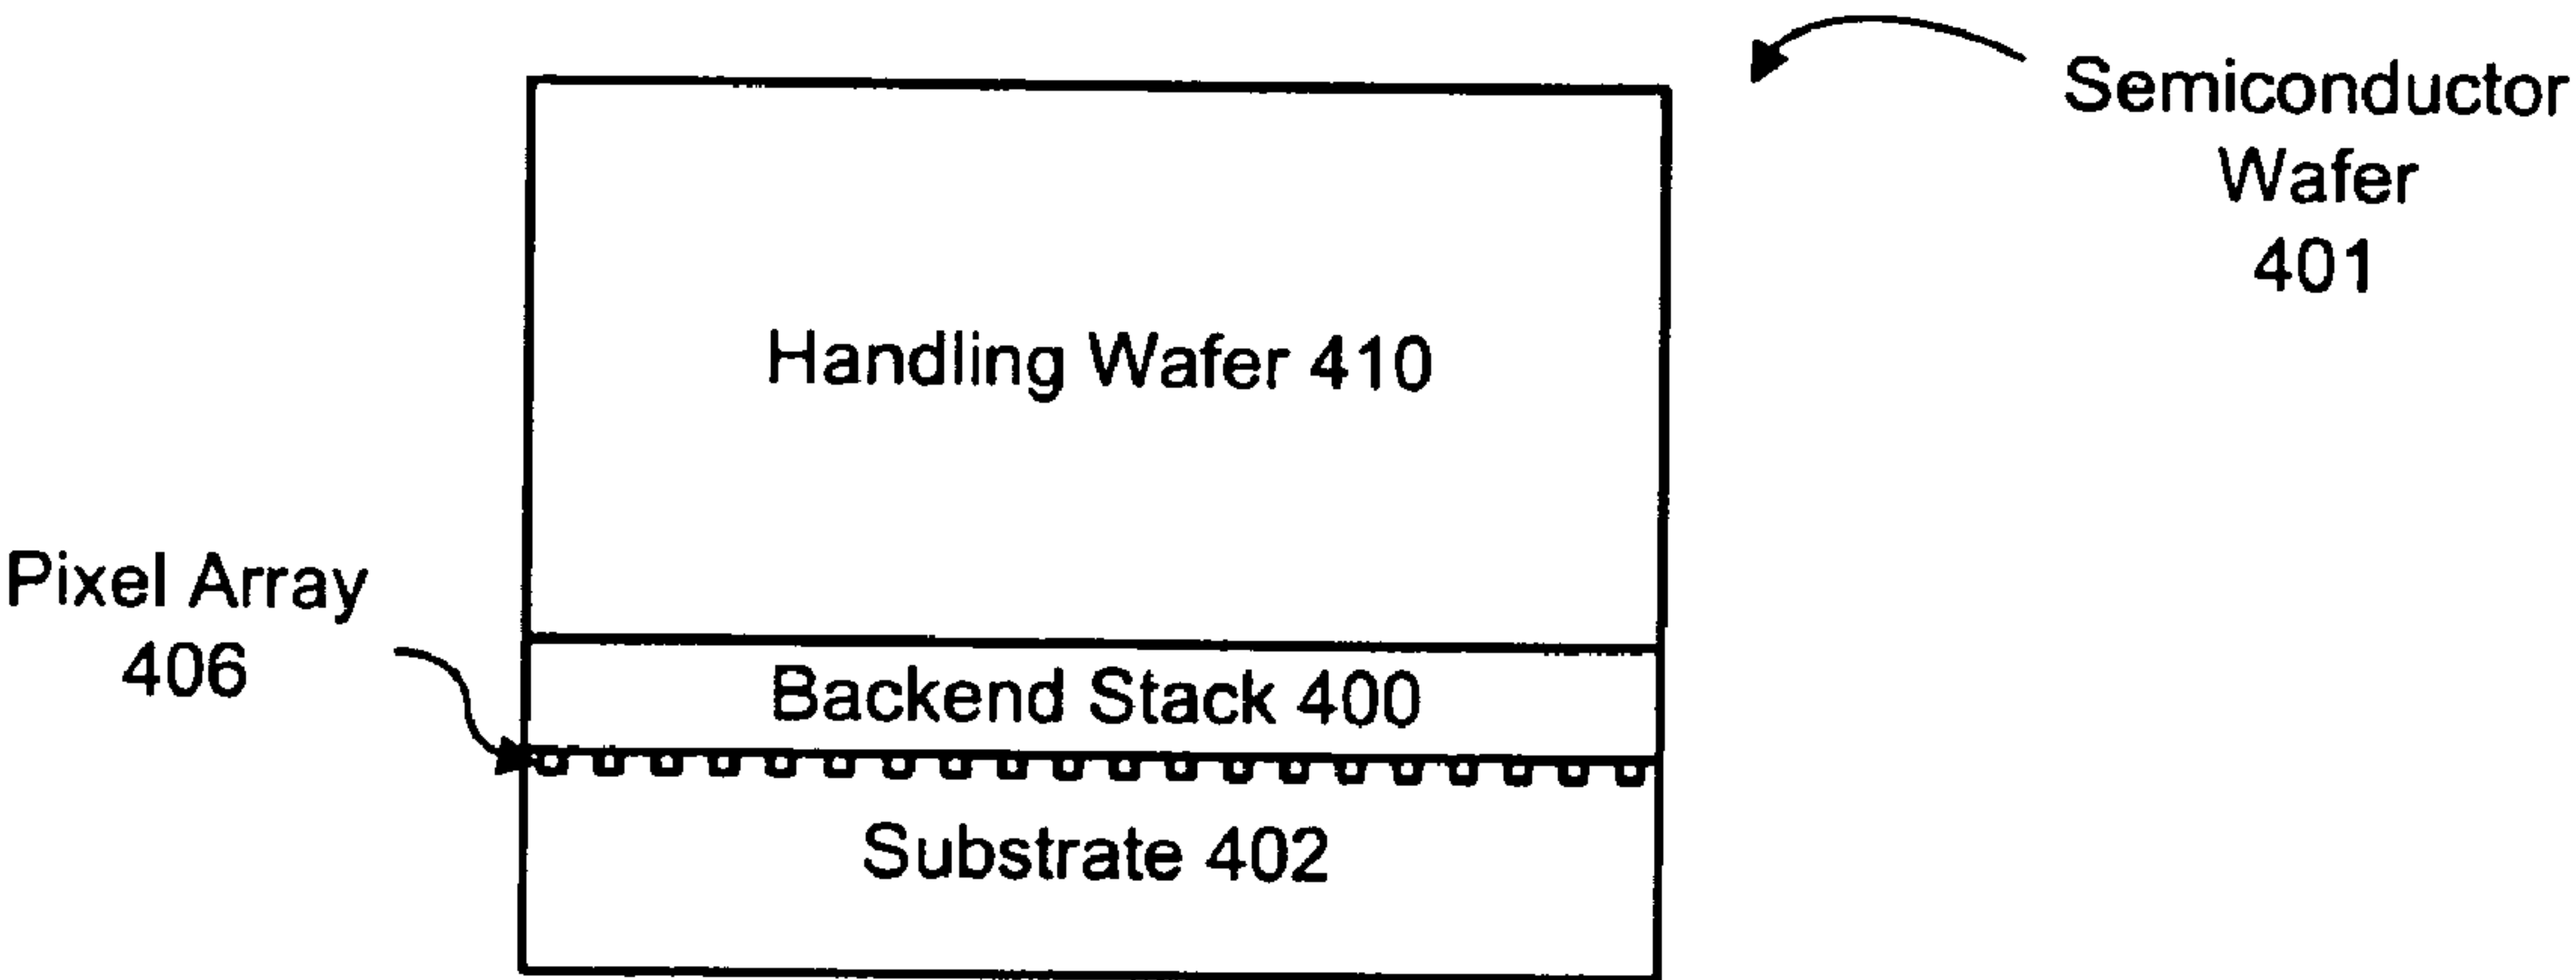 Semiconductor
Wafer
401
Handling Wafer 410
Pixel Array
406
Backend Stack 400
Substrate 402